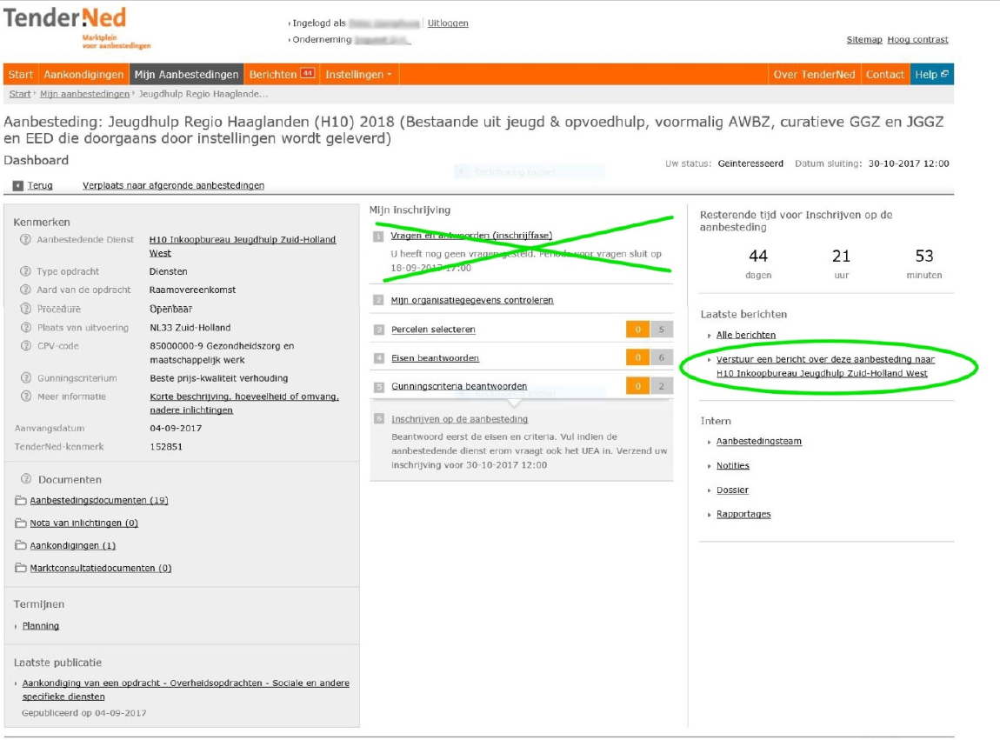 TenderNed
Marktplein
voor aanbestedingen
Ingelogd als
Uitloggen
Onderneming
Sitemap Hoog contrast
Start Aankondigingen Mijn Aanbestedingen Berichten 44 Instellingen
Over TenderNed Contact Help
Start Mijn aanbestedingen Jeugdhulp Regio Haaglande...
Aanbesteding: Jeugdhulp Regio Haaglanden (H10) 2018 (Bestaande uit jeugd & opvoedhulp, voormalig AWBZ, curatieve GGZ en JGGZ
en EED die doorgaans door instellingen wordt geleverd)
Dashboard
Uw status: Geïnteresseerd Datum sluiting: 30-10-2017 12:00
Terug Verplaats naar afgeronde aanbestedingen
Kenmerken
Aanbestedende Dienst H10 Inkoopbureau Jeugdhulp Zuid-Holland
West
Type opdracht Diensten
Aard van de opdracht Raamovereenkomst
Procedure Openbaar
Plaats van uitvoering NL33 Zuid-Holland
CPV-code 85000000-9 Gezondheidszorg en
maatschappelijk werk
Gunningscriterium Beste prijs-kwaliteit verhouding
Meer informatie Korte beschrijving, hoeveelheid of omvang,
nadere inlichtingen
Aanvangsdatum 04-09-2017
TenderNed-kenmerk 152851
Documenten
Aanbestedingsdocumenten (19)
Nota van inlichtingen (0)
Aankondigingen (1)
Marktconsultatiedocumenten (0)
Termijnen
Planning
Laatste publicatie
Aankondiging van een opdracht - Overheidsopdrachten - Sociale en andere
specifieke diensten
Gepubliceerd op 04-09-2017
Mijn inschrijving
1 Vragen en antwoorden (inschrijffase)
U heeft nog geen vragen gesteld. Periode voor vragen sluit op
18-09-2017 17:00
2 Mijn organisatiegegevens controleren
3 Percelen selecteren 0 5
4 Eisen beantwoorden 0 6
5 Gunningscriteria beantwoorden 0 2
6 Inschrijven op de aanbesteding
Beantwoord eerst de eisen en criteria. Vul indien de
aanbestedende dienst erom vraagt ook het UEA in. Verzend uw
inschrijving voor 30-10-2017 12:00
Resterende tijd voor Inschrijven op de
aanbesteding
44 21 53
dagen uur minuten
Laatste berichten
Alle berichten
Verstuur een bericht over deze aanbesteding naar
H10 Inkoopbureau Jeugdhulp Zuid-Holland West
Intern
Aanbestedingsteam
Notities
Dossier
Rapportages